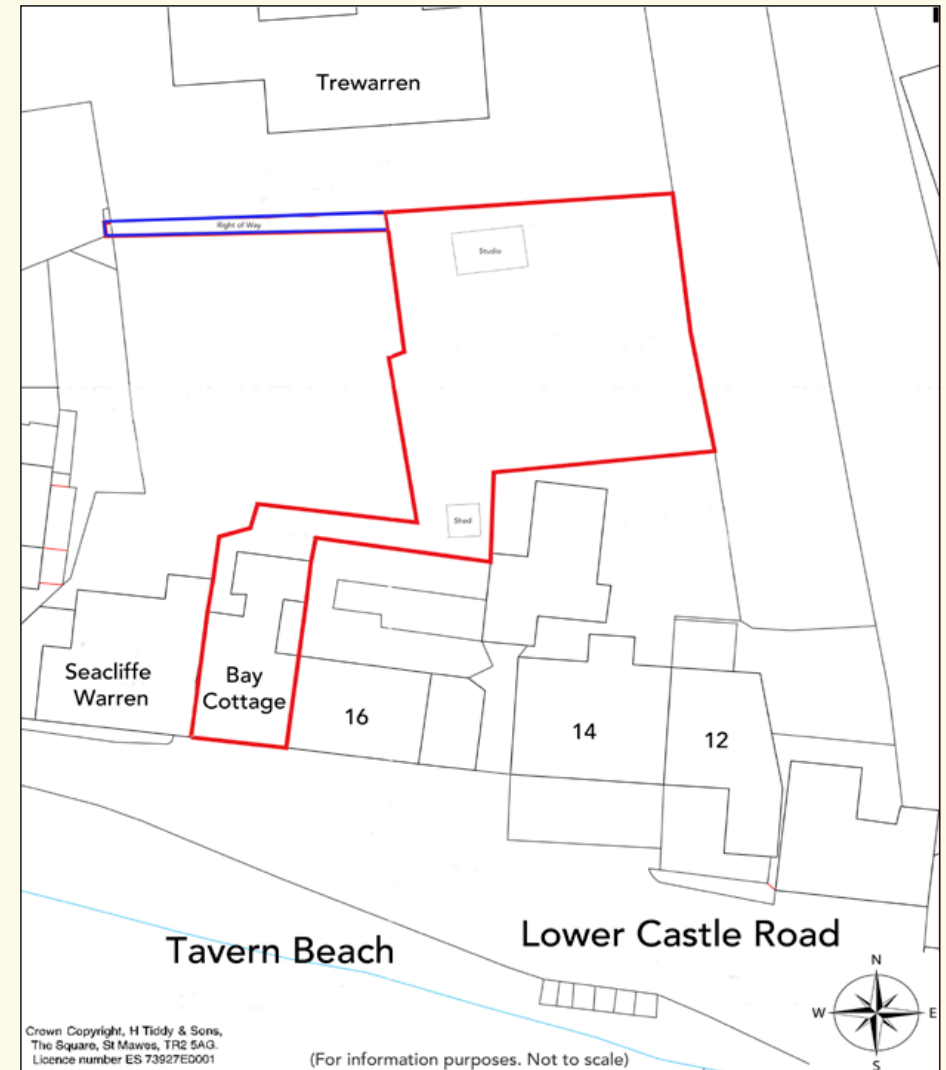 Trewarren
Right of Way
Studio
Shed
Seacliffe
Warren
Bay
Cottage
16
14
12
Tavern Beach
Lower Castle Road
N
W
E
S
Crown Copyright, H Tiddy & Sons,
The Square, St Mawes, TR2 5AG.
Licence number ES 73927E0001
(For information purposes. Not to scale)